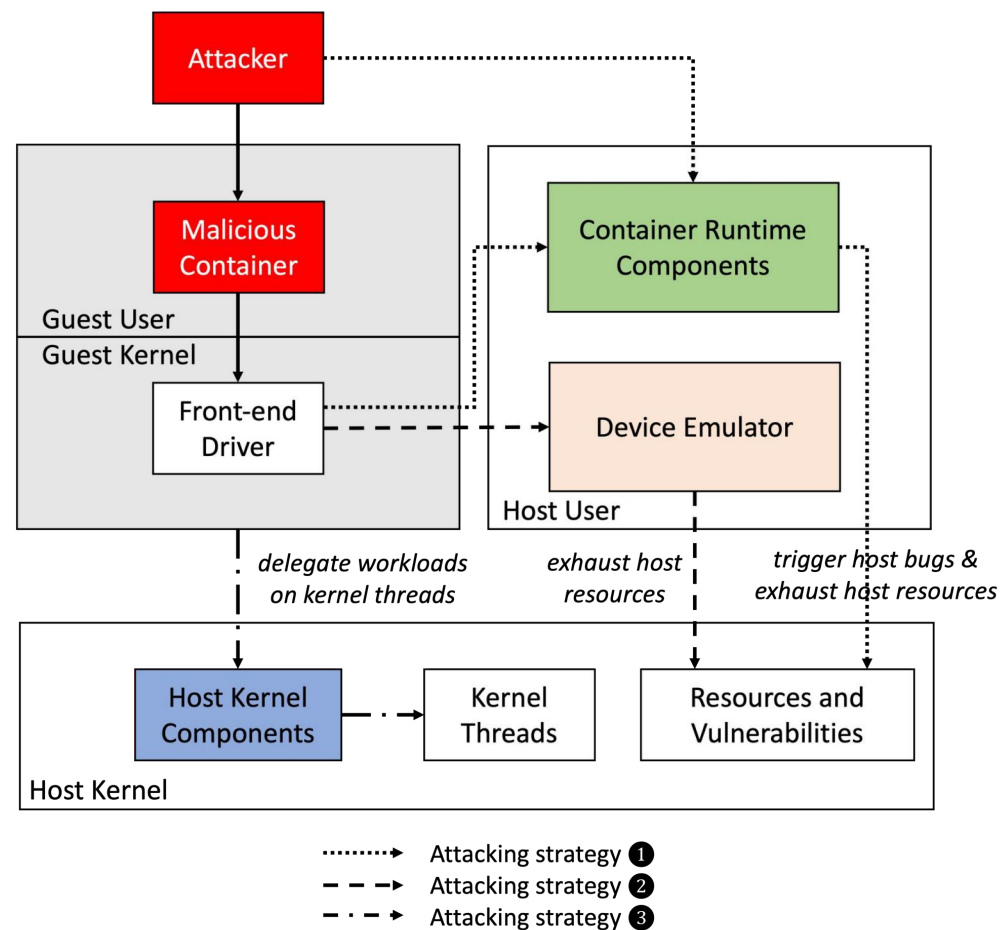 Attacker
Malicious
Container
Guest User
Guest Kernel
Front-end
Driver
Container Runtime
Components
Device Emulator
Host User
delegate workloads
on kernel threads
exhaust host
resources
trigger host bugs &
exhaust host resources
Host Kernel
Components
Kernel
Threads
Resources and
Vulnerabilities
Host Kernel
Attacking strategy ❶
Attacking strategy ❷
Attacking strategy ❸